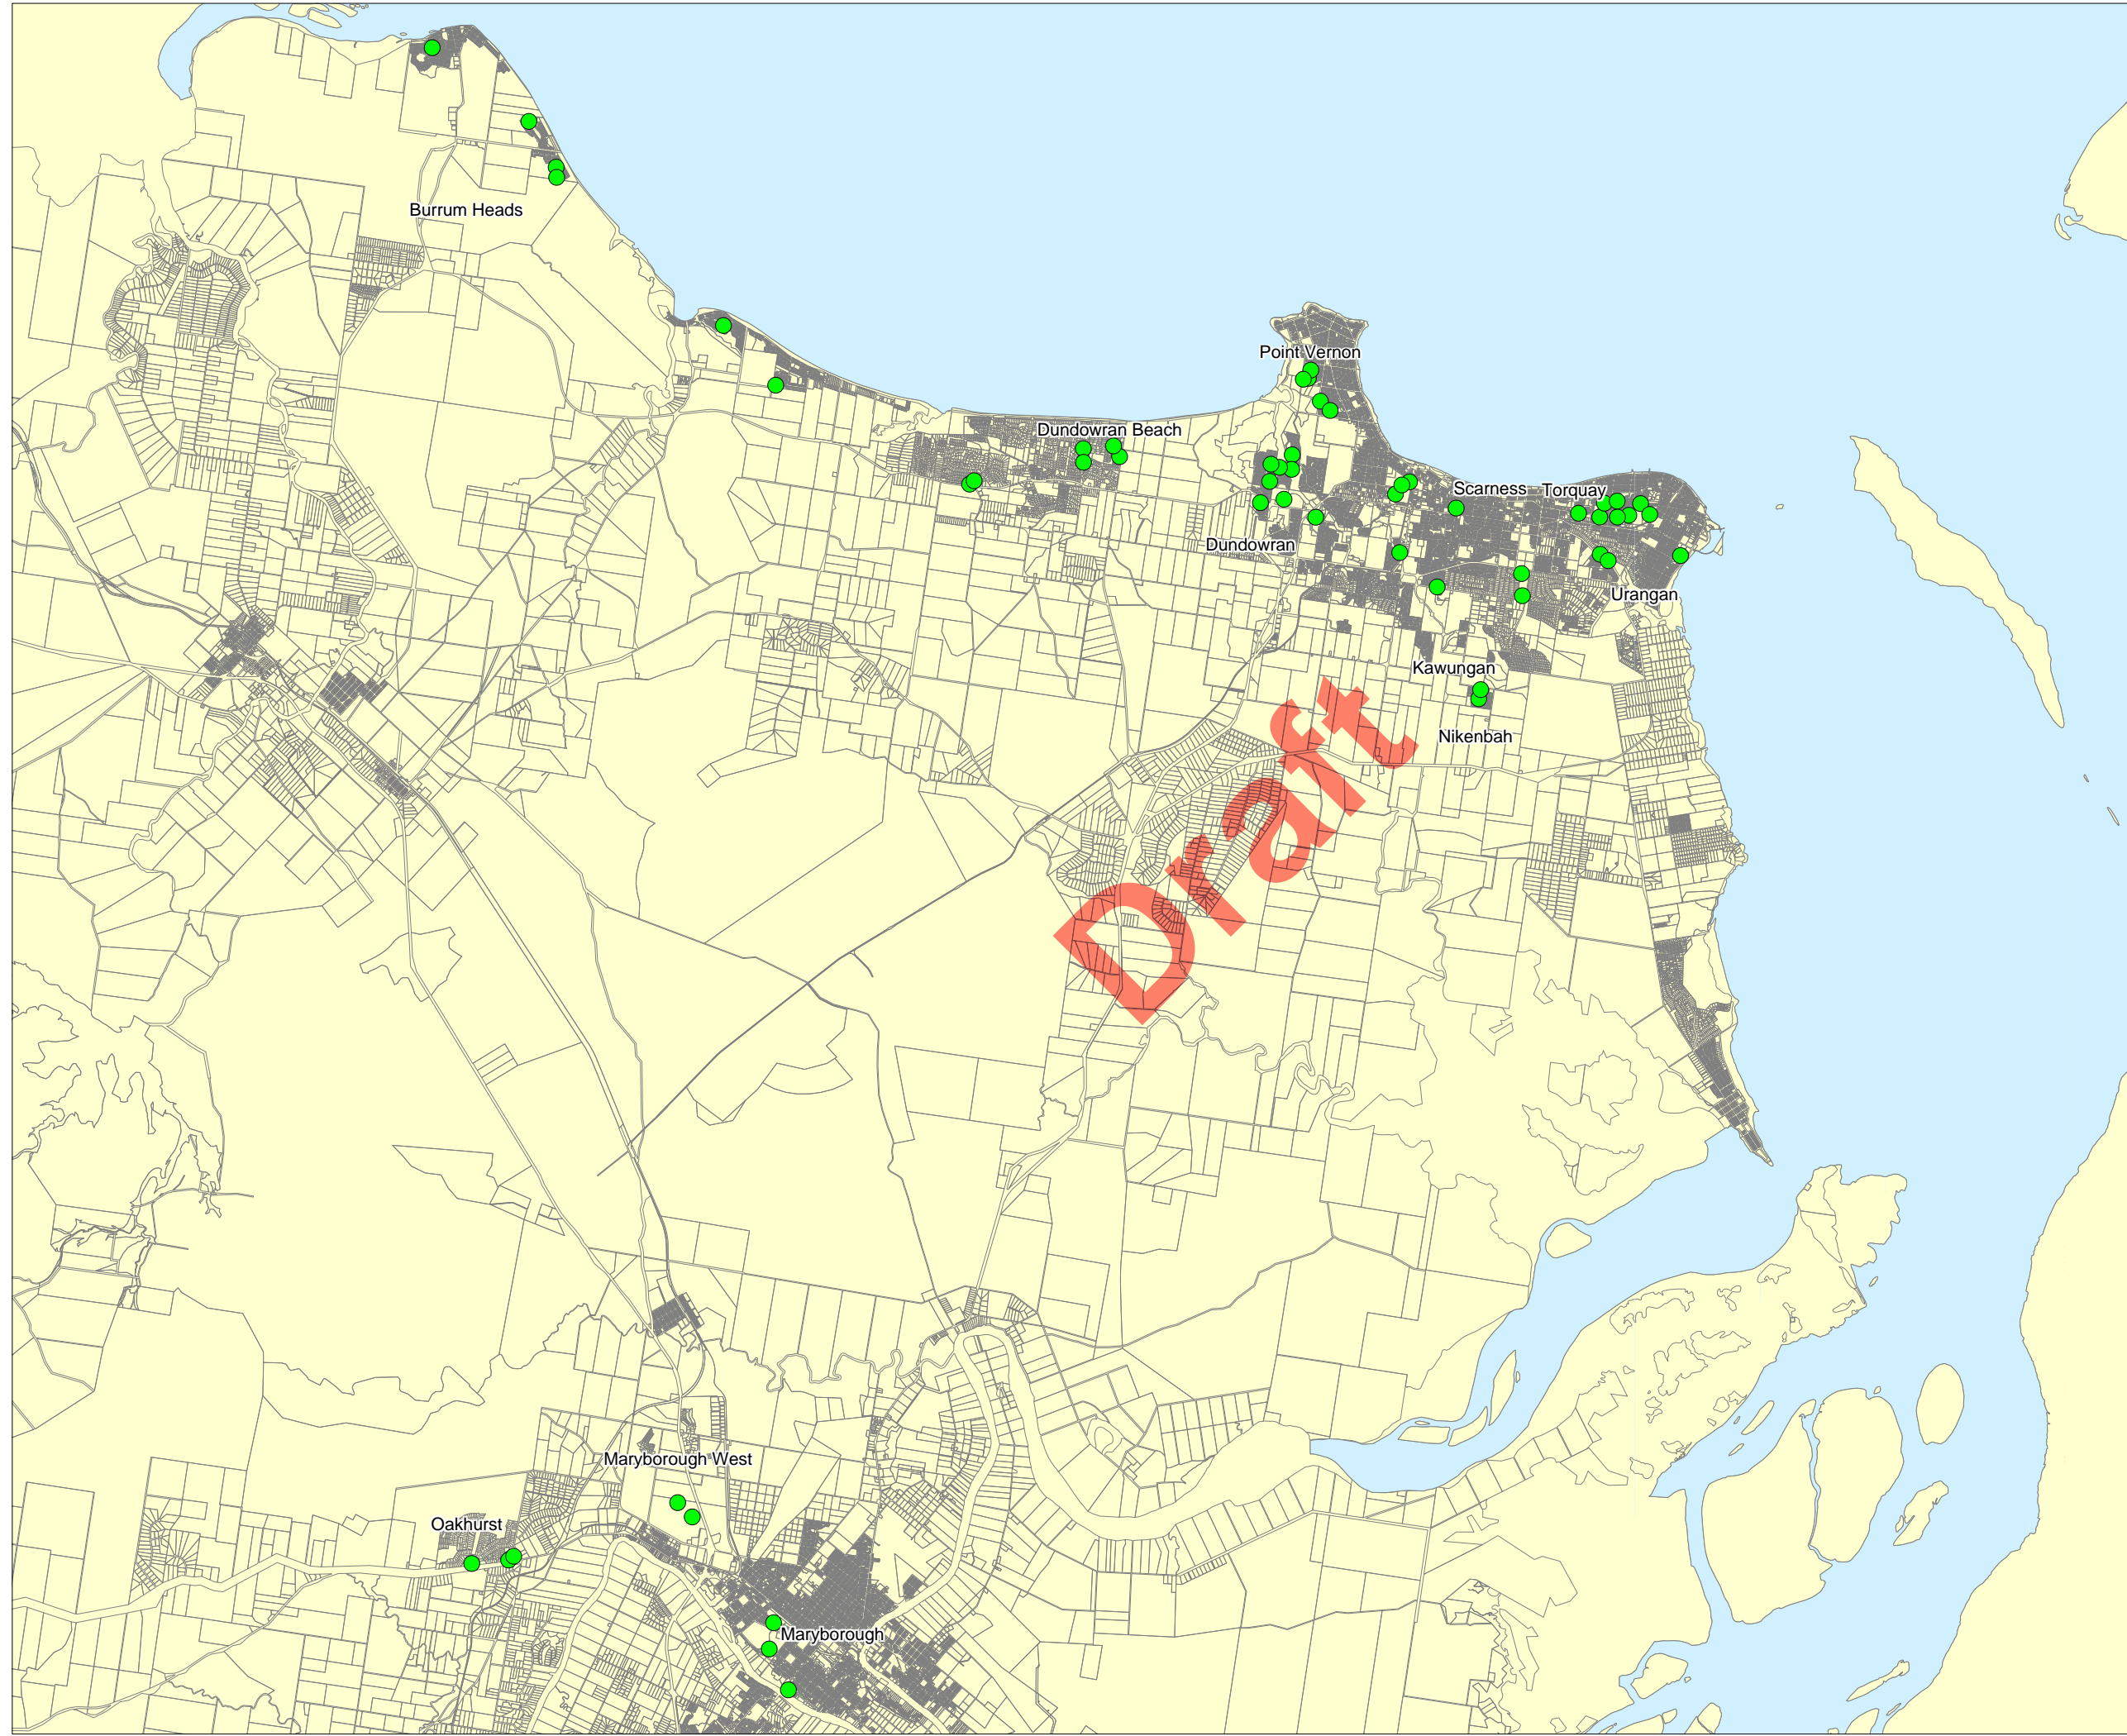 Burrum Heads
Point Vernon
Dundowran Beach
Scarness
Torquay
Dundowran
Urangan
Kawungan
Nikenbah
Draft
Maryborough West
Oakhurst
Maryborough